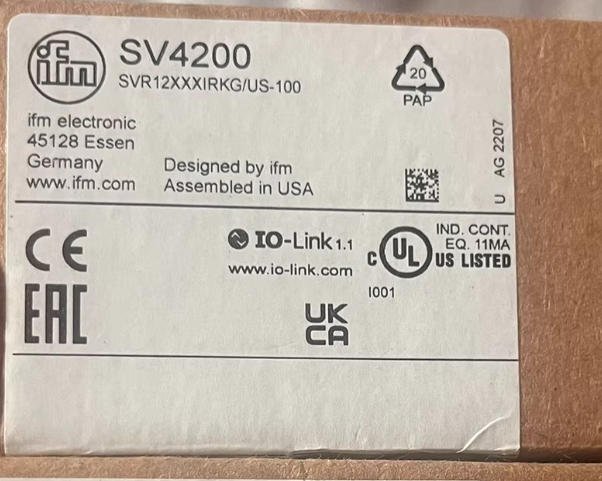 ifm
SV4200
SVR12XXXIRKG/US-100
20
PAP
ifm electronic
45128 Essen
Germany
www.ifm.com
Designed by ifm
Assembled in USA
U AG 2207
CE
IO-Link 1.1
www.io-link.com
C UL US LISTED
IND. CONT.
EQ. 11MA
I001
EAC
UK
CA